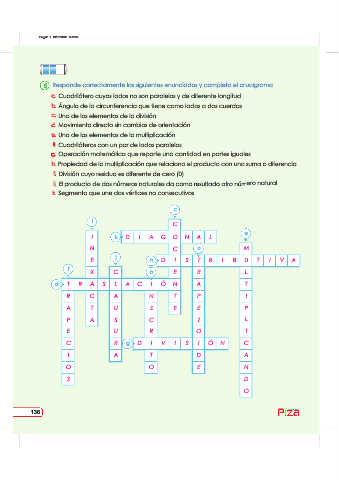 Responde correctamente los siguientes enunciados y completa el crucigrama
a. Cuadrilátero cuyos lados no son paralelos y de diferente longitud
b. Ángulo de la circunferencia que tiene como lados a dos cuerdas
c. Uno de los elementos de la división
d. Movimiento directo sin cambios de orientación
e. Uno de los elementos de la multiplicación
f. Cuadriláteros con un par de lados paralelos
g. Operación matemática que reparte una cantidad en partes iguales
h. Propiedad de la multiplicación que relaciona el producto con una suma o diferencia
i. División cuyo residuo es diferente de cero (0)
j. El producto de dos números naturales da como resultado otro número natural
k. Segmento que une dos vértices no consecutivos
c
i C
I k D I A G O N A L e
N C a M
E j h D I S T R I B U T I V A
f X C b E R L
d T R A S L A C I Ó N A T
R C A N T P I
A T U E E E P
P A S C Z L
E U R O I
C R g D I V I S I Ó N C
I A T D A
O O E N
S D
O
136 Piza